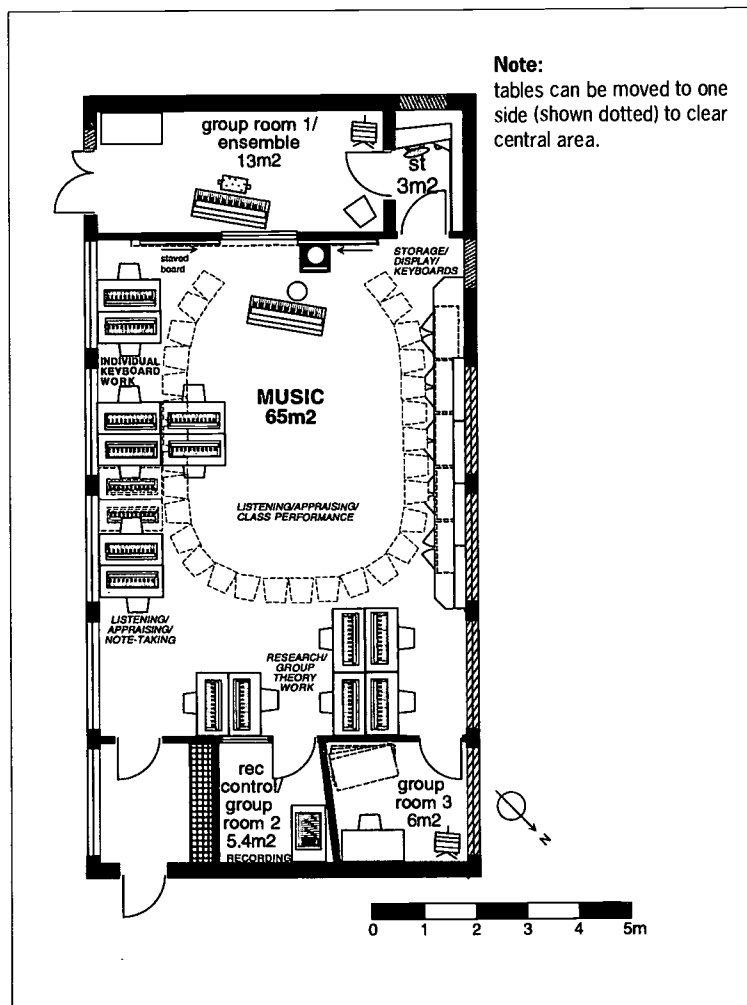 Note:
tables can be moved to one
side (shown dotted) to clear
central area.
group room 1/
ensemble
13m2
st
3m2
staved
board
STORAGE/
DISPLAY/
KEYBOARDS
INDIVIDUAL
KEYBOARD
WORK
MUSIC
65m2
LISTENING/APPRAISING/
CLASS PERFORMANCE
LISTENING/
APPRAISING/
NOTE-TAKING
RESEARCH/
GROUP
THEORY
WORK
rec
control/
group
room 2
5.4m2
RECORDING
group
room 3
6m2
N
0 1 2 3 4 5m